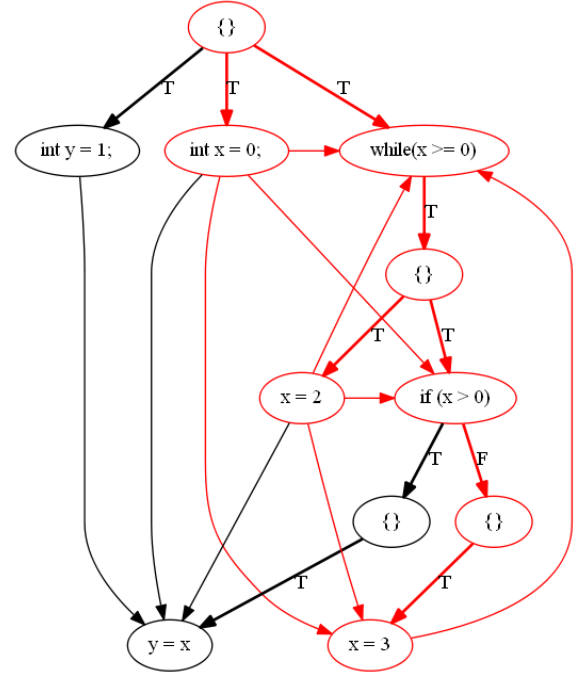 {}
T
T
T
int y = 1;
int x = 0;
while(x >= 0)
T
{}
T
T
x = 2
if (x > 0)
T
F
{}
{}
T
T
y = x
x = 3